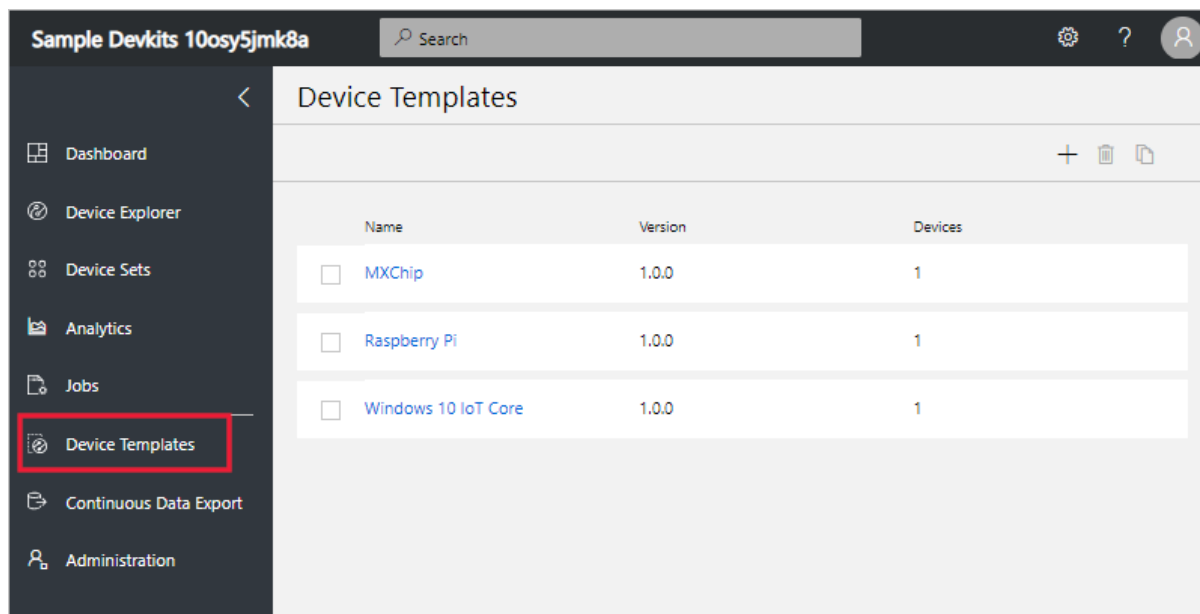 Sample Devkits 10osy5jmk8a
Search
?
Device Templates
Dashboard
Device Explorer
Device Sets
Analytics
Jobs
Device Templates
Continuous Data Export
Administration
Name Version Devices
MXChip 1.0.0 1
Raspberry Pi 1.0.0 1
Windows 10 IoT Core 1.0.0 1